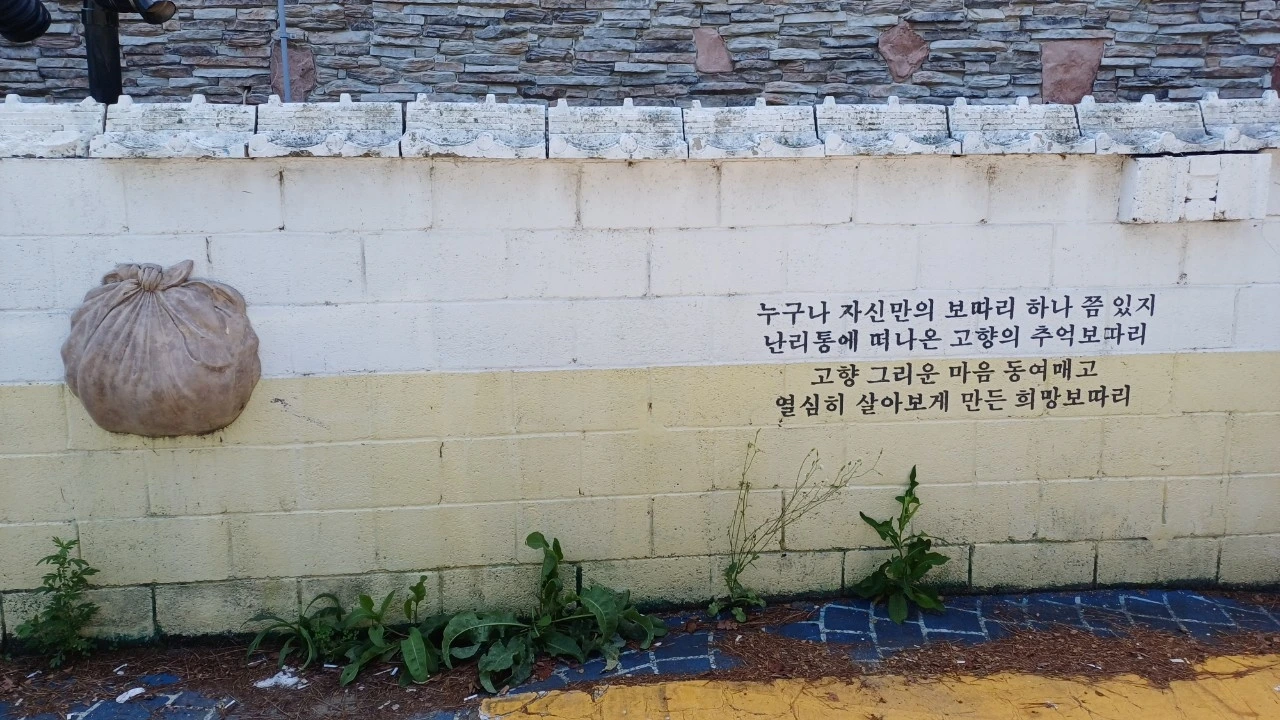 누구나 자신만의 보따리 하나 쯤 있지
난리통에 떠나온 고향의 추억보따리
고향 그리운 마음 동여매고
열심히 살아보게 만든 희망보따리